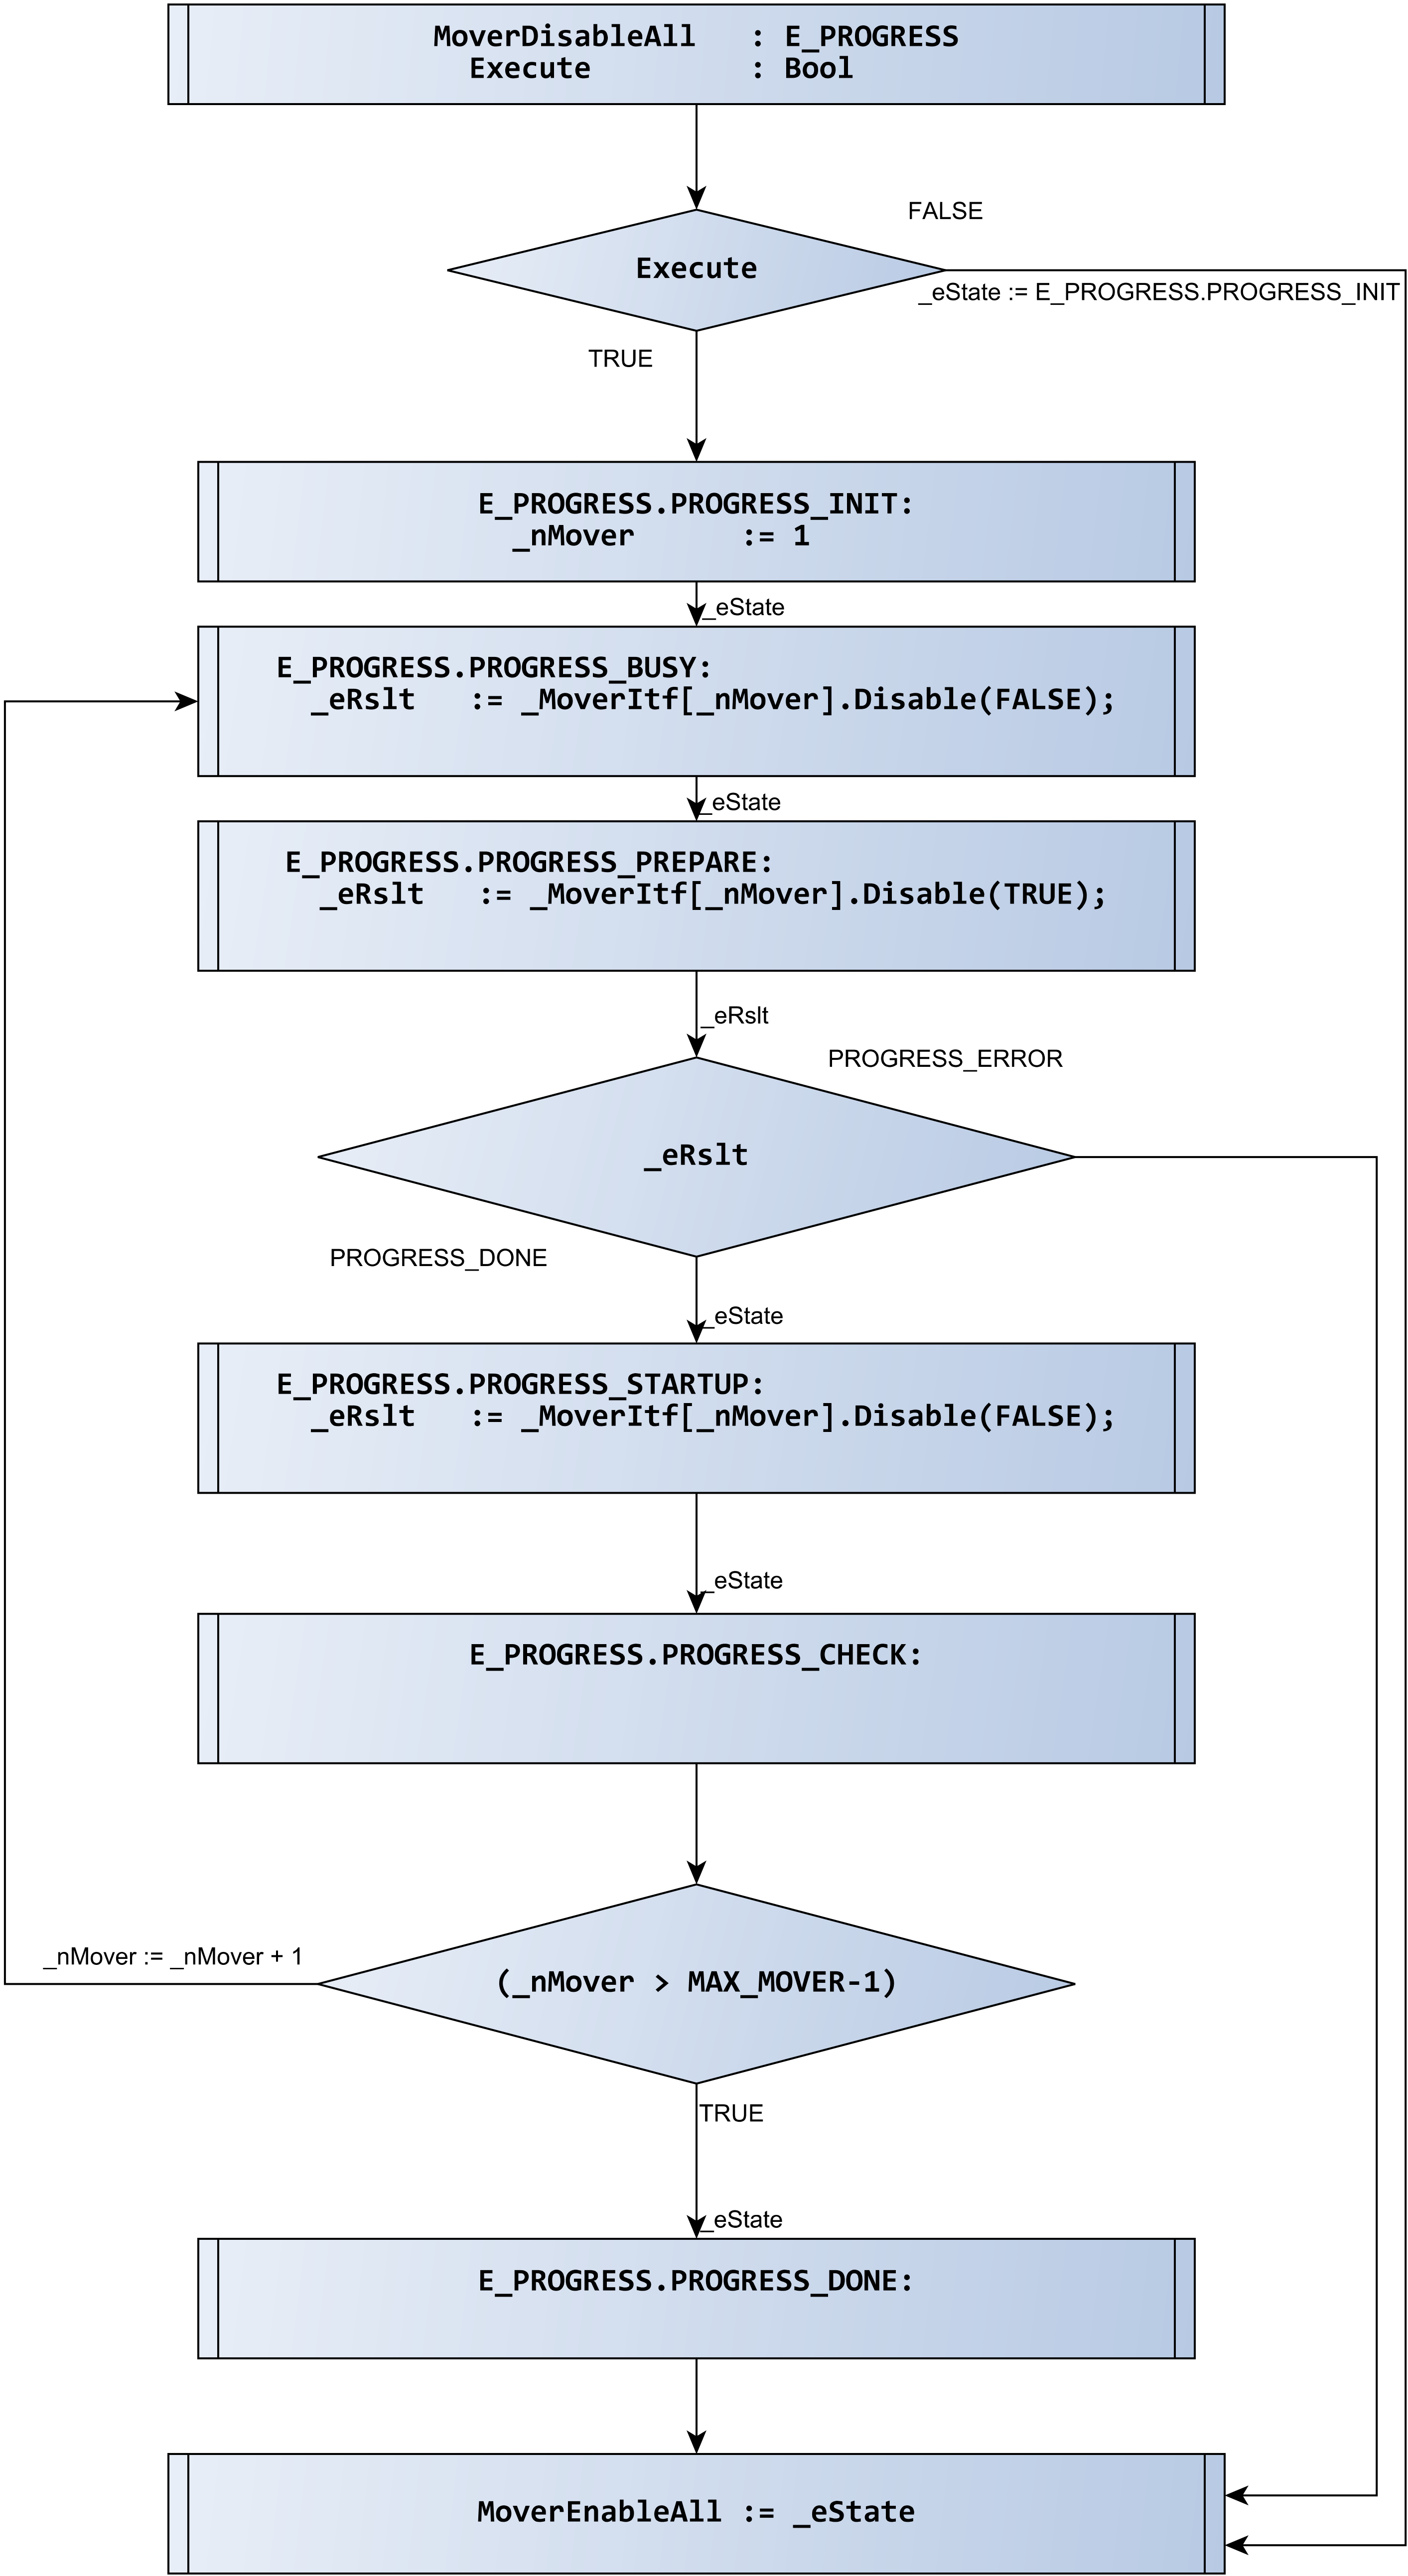 MoverDisableAll   : E_PROGRESS
Execute         : Bool
FALSE
Execute
_eState := E_PROGRESS.PROGRESS_INIT
TRUE
E_PROGRESS.PROGRESS_INIT:
_nMover      := 1
_eState
E_PROGRESS.PROGRESS_BUSY:
_eRslt   := _MoverItf[_nMover].Disable(FALSE);
_eState
E_PROGRESS.PROGRESS_PREPARE:
_eRslt   := _MoverItf[_nMover].Disable(TRUE);
_eRslt
PROGRESS_ERROR
_eRslt
PROGRESS_DONE
_eState
E_PROGRESS.PROGRESS_STARTUP:
_eRslt   := _MoverItf[_nMover].Disable(FALSE);
_eState
E_PROGRESS.PROGRESS_CHECK:
_nMover := _nMover + 1
(_nMover > MAX_MOVER-1)
TRUE
_eState
E_PROGRESS.PROGRESS_DONE:
MoverEnableAll := _eState